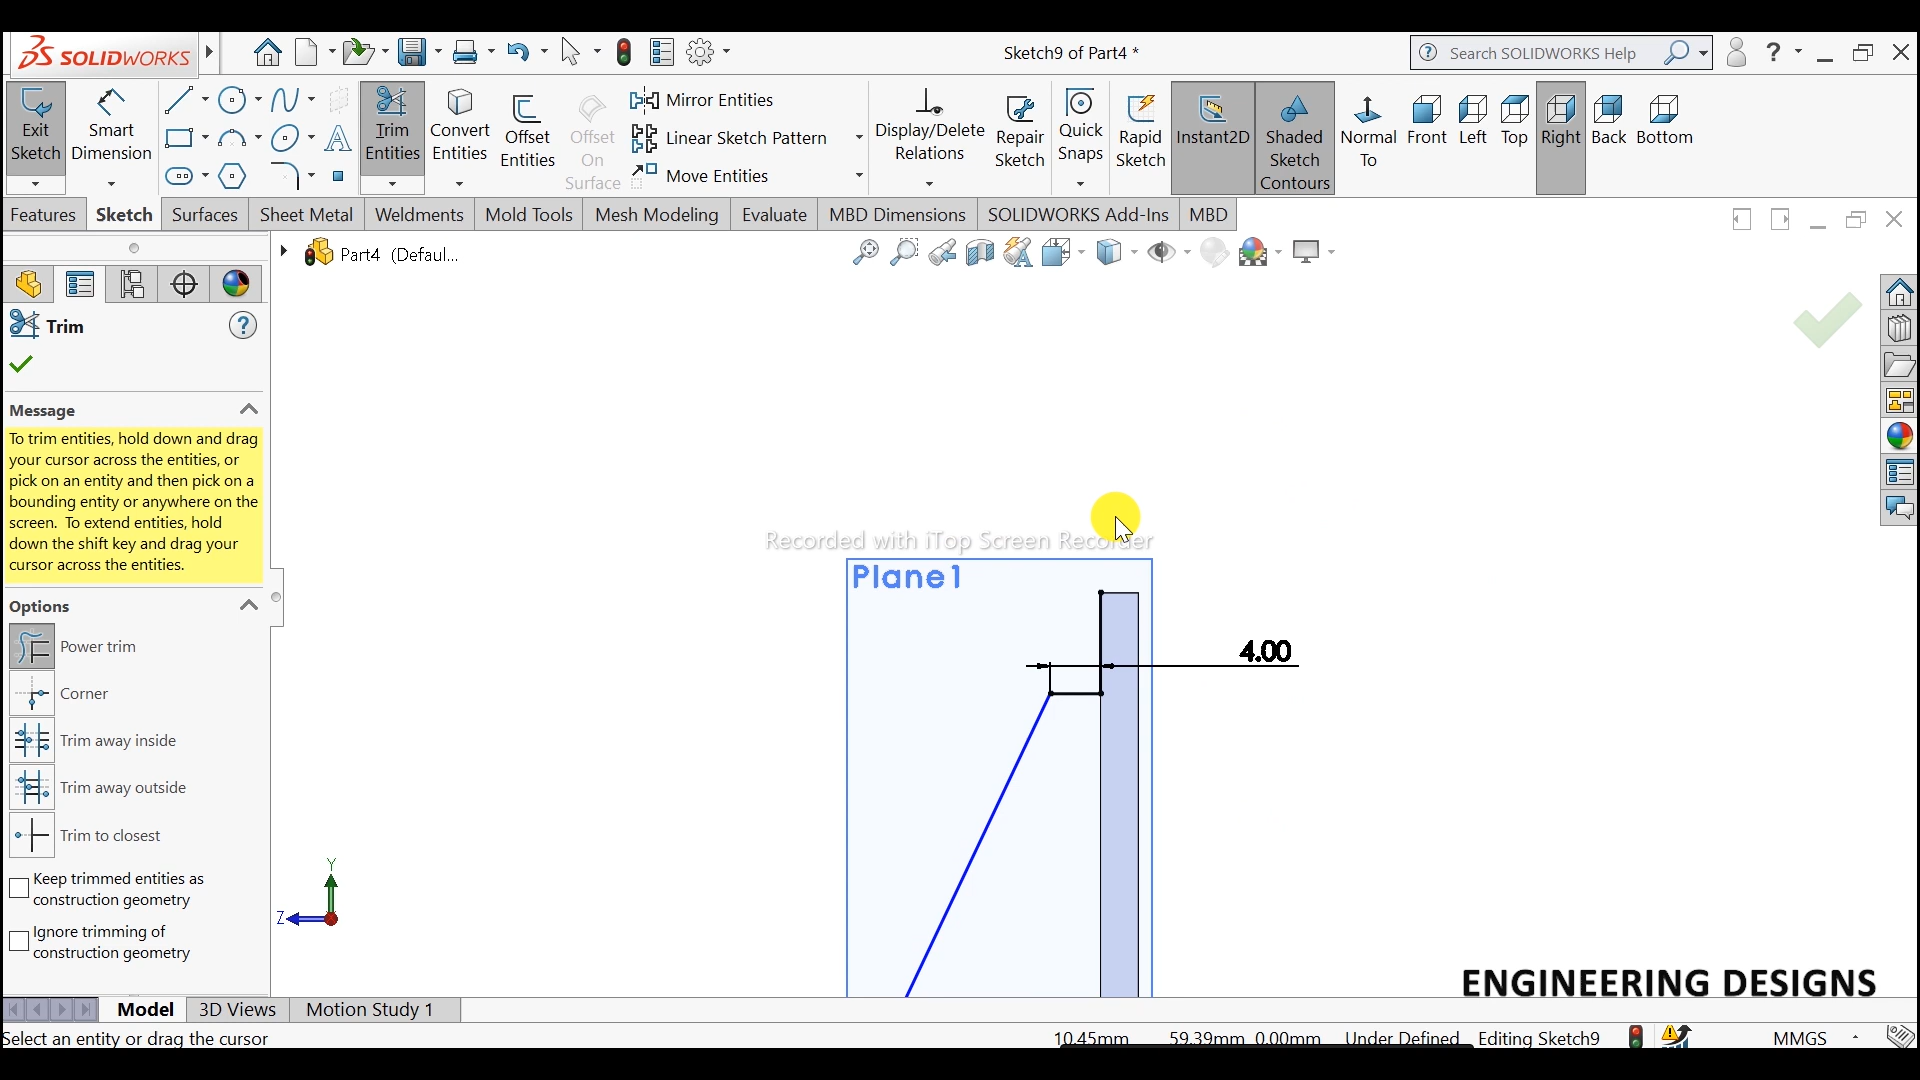 SOLIDWORKS
Sketch9 of Part4 *
Search SOLIDWORKS Help
?
Exit
Sketch
Smart
Dimension
Trim
Entities
Convert
Entities
Offset
Entities
Offset
On
Surface
Mirror Entities
Linear Sketch Pattern
Move Entities
Display/Delete
Relations
Repair
Sketch
Quick
Snaps
Rapid
Sketch
Instant2D
Shaded
Sketch
Contours
Normal
To
Front
Left
Top
Right
Back
Bottom
Features
Sketch
Surfaces
Sheet Metal
Weldments
Mold Tools
Mesh Modeling
Evaluate
MBD Dimensions
SOLIDWORKS Add-Ins
MBD
Part4 (Defaul...
Trim
?
Message
To trim entities, hold down and drag
your cursor across the entities, or
pick on an entity and then pick on a
bounding entity or anywhere on the
screen. To extend entities, hold
down the shift key and drag your
cursor across the entities.
Options
Power trim
Corner
Trim away inside
Trim away outside
Trim to closest
Keep trimmed entities as
construction geometry
Ignore trimming of
construction geometry
Recorded with iTop Screen Recorder
Plane1
4.00
Y
Z
ENGINEERING DESIGNS
Model
3D Views
Motion Study 1
Select an entity or drag the cursor
10.45mm
59.39mm
0.00mm
Under Defined
Editing Sketch9
MMGS